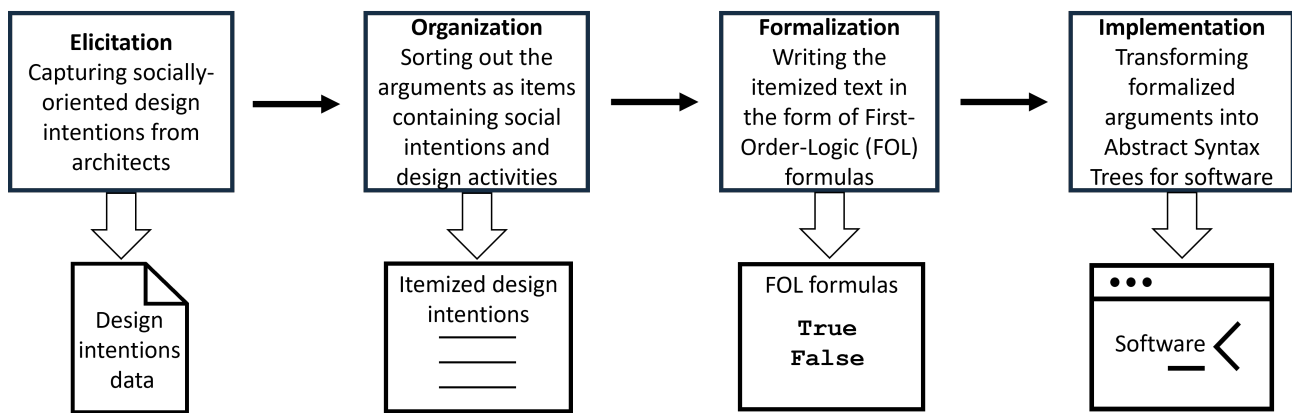 Elicitation
Capturing socially-
oriented design
intentions from
architects
Organization
Sorting out the
arguments as items
containing social
intentions and
design activities
Formalization
Writing the
itemized text in
the form of First-
Order-Logic (FOL)
formulas
Implementation
Transforming
formalized
arguments into
Abstract Syntax
Trees for software
Design
intentions
data
Itemized design
intentions
FOL formulas
True
False
Software